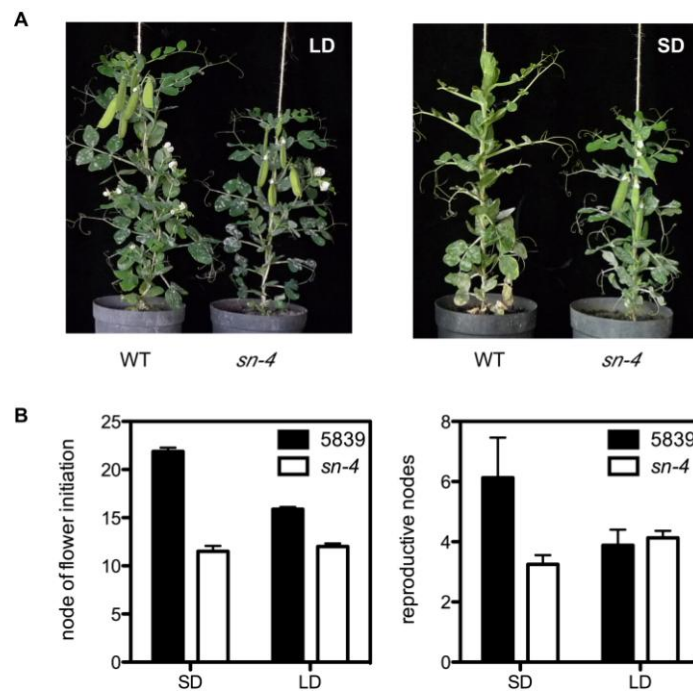 A
LD
SD
WT
sn-4
WT
sn-4
B
node of flower initiation
25
20
15
10
5
0
5839
sn-4
SD
LD
reproductive nodes
8
6
4
2
0
5839
sn-4
SD
LD